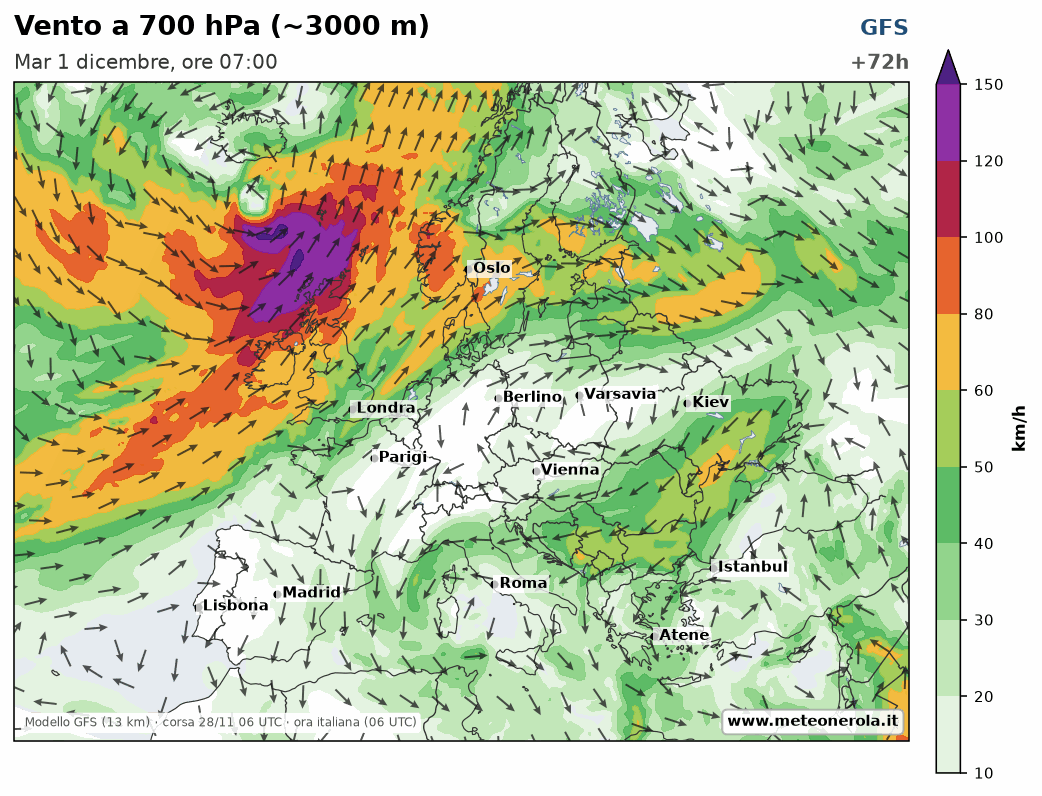 Vento a 700 hPa (~3000 m)
GFS
Mar 1 dicembre, ore 07:00
+72h
150
120
100
80
60
50
40
30
20
10
km/h
Oslo
Berlino
Varsavia
Kiev
Londra
Parigi
Vienna
Istanbul
Roma
Madrid
Lisbona
Atene
Modello GFS (13 km) · corsa 28/11 06 UTC · ora italiana (06 UTC)
www.meteonerola.it